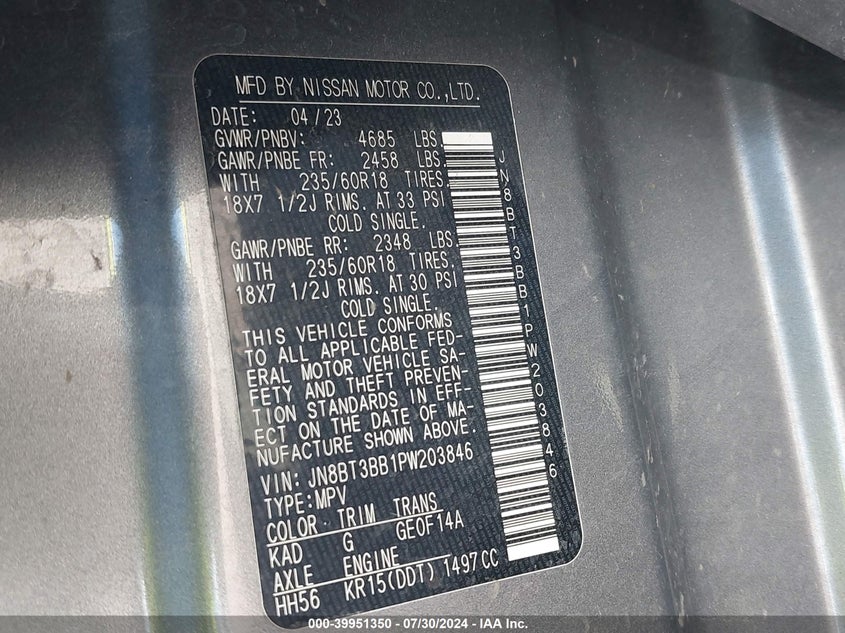 MFD BY NISSAN MOTOR CO.,LTD.
DATE: 04/23
GVWR/PNBV: 4685 LBS
GAWR/PNBE FR: 2458 LBS.
WITH 235/60R18 TIRES.
18X7 1/2J RIMS. AT 33 PSI
COLD SINGLE.
GAWR/PNBE RR: 2348 LBS.
WITH 235/60R18 TIRES.
18X7 1/2J RIMS. AT 30 PSI
COLD SINGLE.
THIS VEHICLE CONFORMS
TO ALL APPLICABLE FED-
ERAL MOTOR VEHICLE SA-
FETY AND THEFT PREVEN-
TION STANDARDS IN EFF-
ECT ON THE DATE OF MA-
NUFACTURE SHOWN ABOVE.
VIN: JN8BT3BB1PW203846
TYPE:MPV
COLOR TRIM TRANS
KAD G GE0F14A
AXLE ENGINE
HH56 KR15(DDT) 1497CC
JN8BT3BB1PW203846
000-39951350 - 07/30/2024 - IAA Inc.